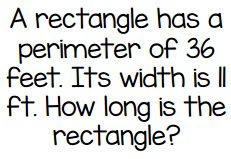 A rectangle has a
perimeter of 36
feet. Its width is 11
ft. How long is the
rectangle?